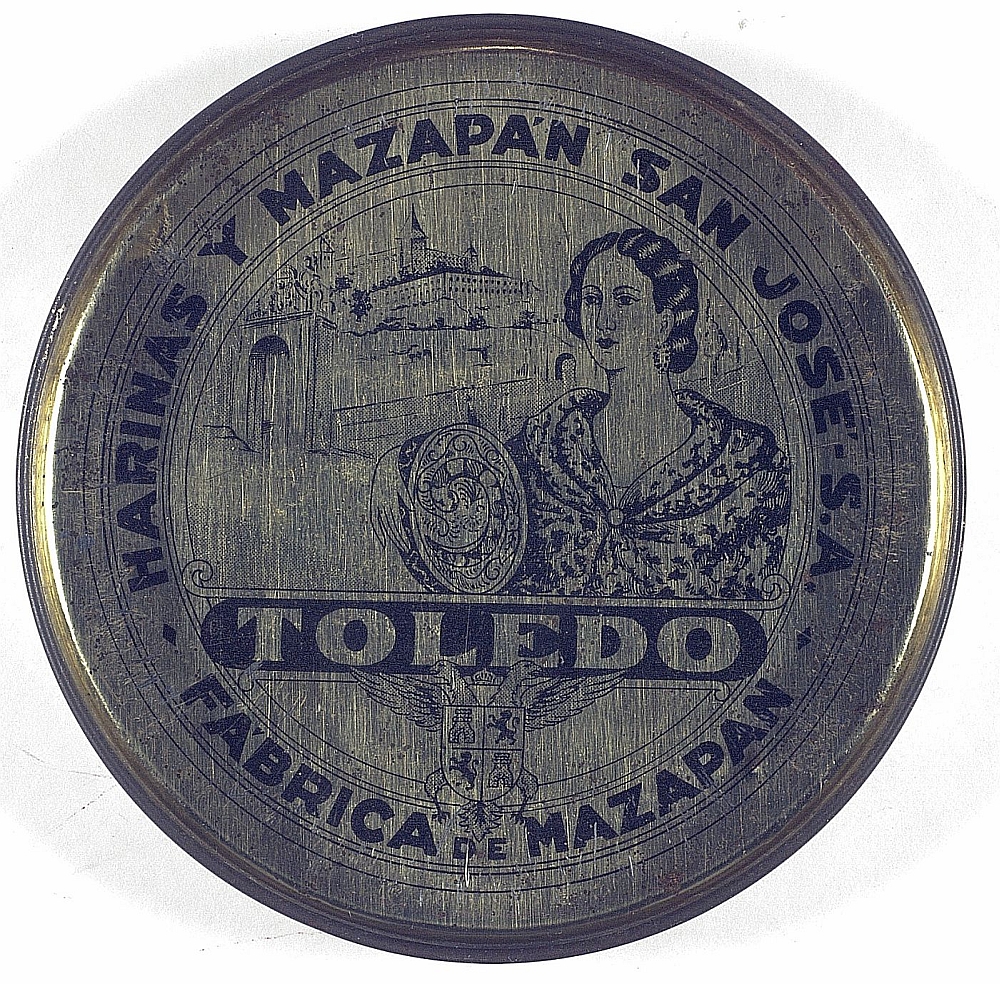 HARINAS Y MAZAPÁN SAN JOSÉ-S.A.
TOLEDO
FÁBRICA DE MAZAPÁN